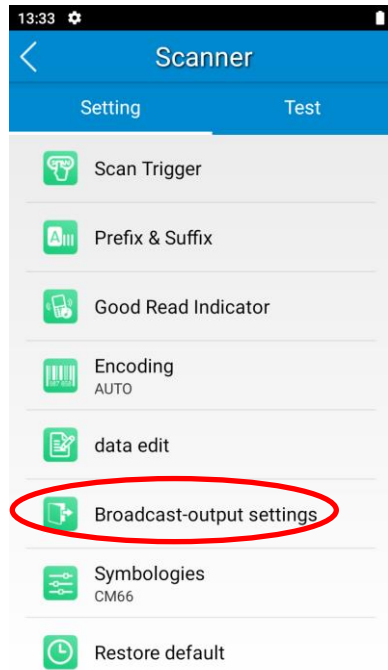 13:33
Scanner
Setting Test
Scan Trigger
Prefix & Suffix
Good Read Indicator
Encoding
AUTO
data edit
Broadcast-output settings
Symbologies
CM66
Restore default